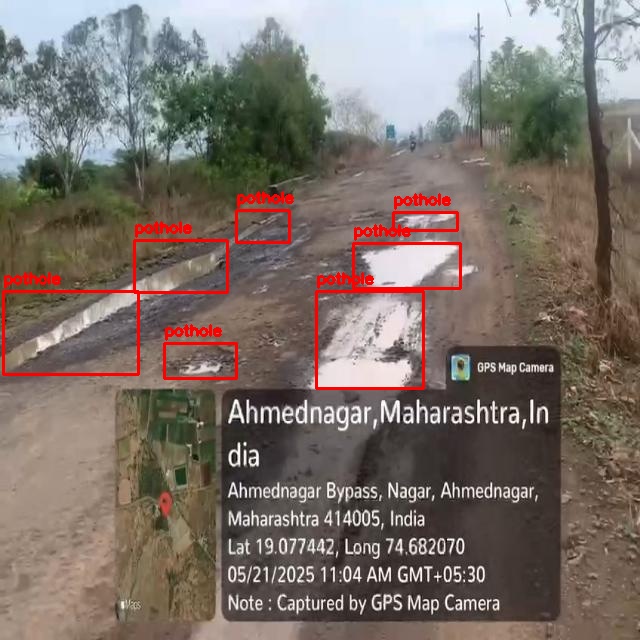 pothole
pothole
pothole
pothole
pothole
pothole
pothole
GPS Map Camera
Ahmednagar,Maharashtra,In
dia
Ahmednagar Bypass, Nagar, Ahmednagar,
Maharashtra 414005, India
Lat 19.077442, Long 74.682070
05/21/2025 11:04 AM GMT+05:30
Note : Captured by GPS Map Camera
Maps